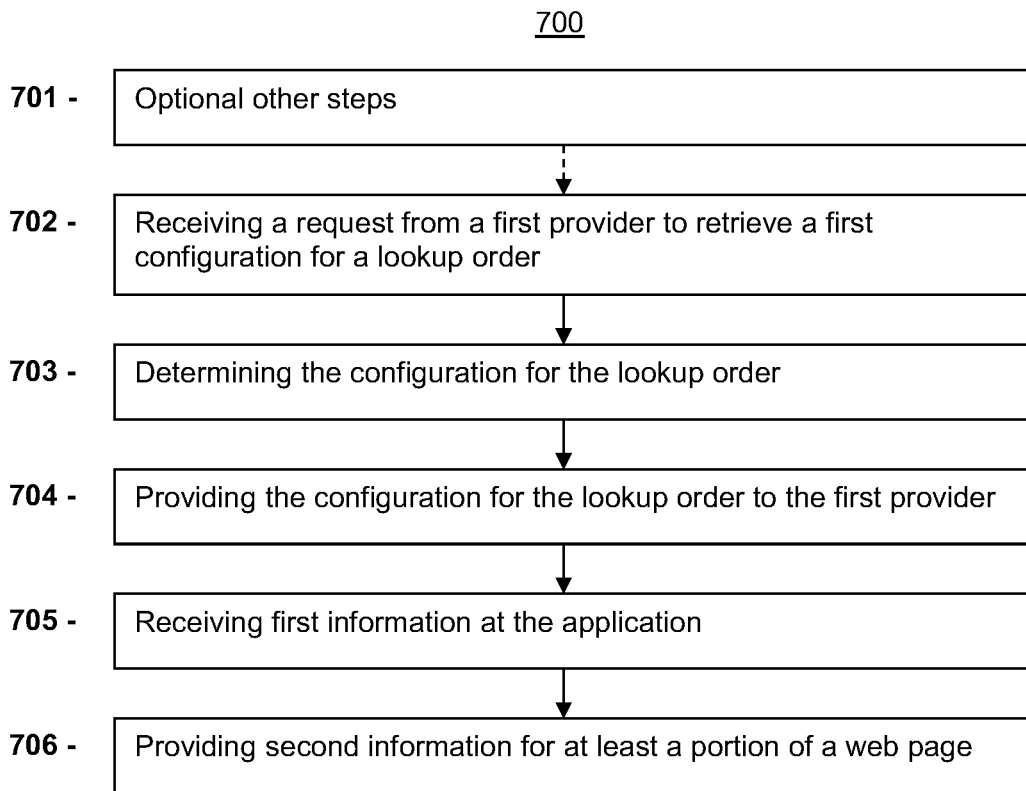 700
701 - Optional other steps
702 - Receiving a request from a first provider to retrieve a first
configuration for a lookup order
703 - Determining the configuration for the lookup order
704 - Providing the configuration for the lookup order to the first provider
705 - Receiving first information at the application
706 - Providing second information for at least a portion of a web page